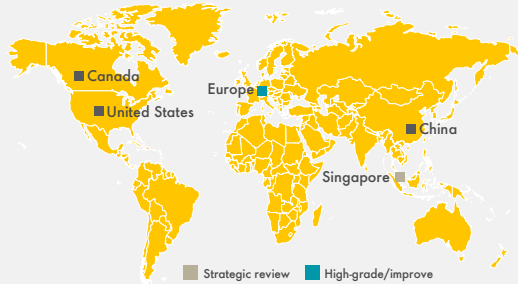 Canada
Europe
United States
China
Singapore
Strategic review
High-grade/improve